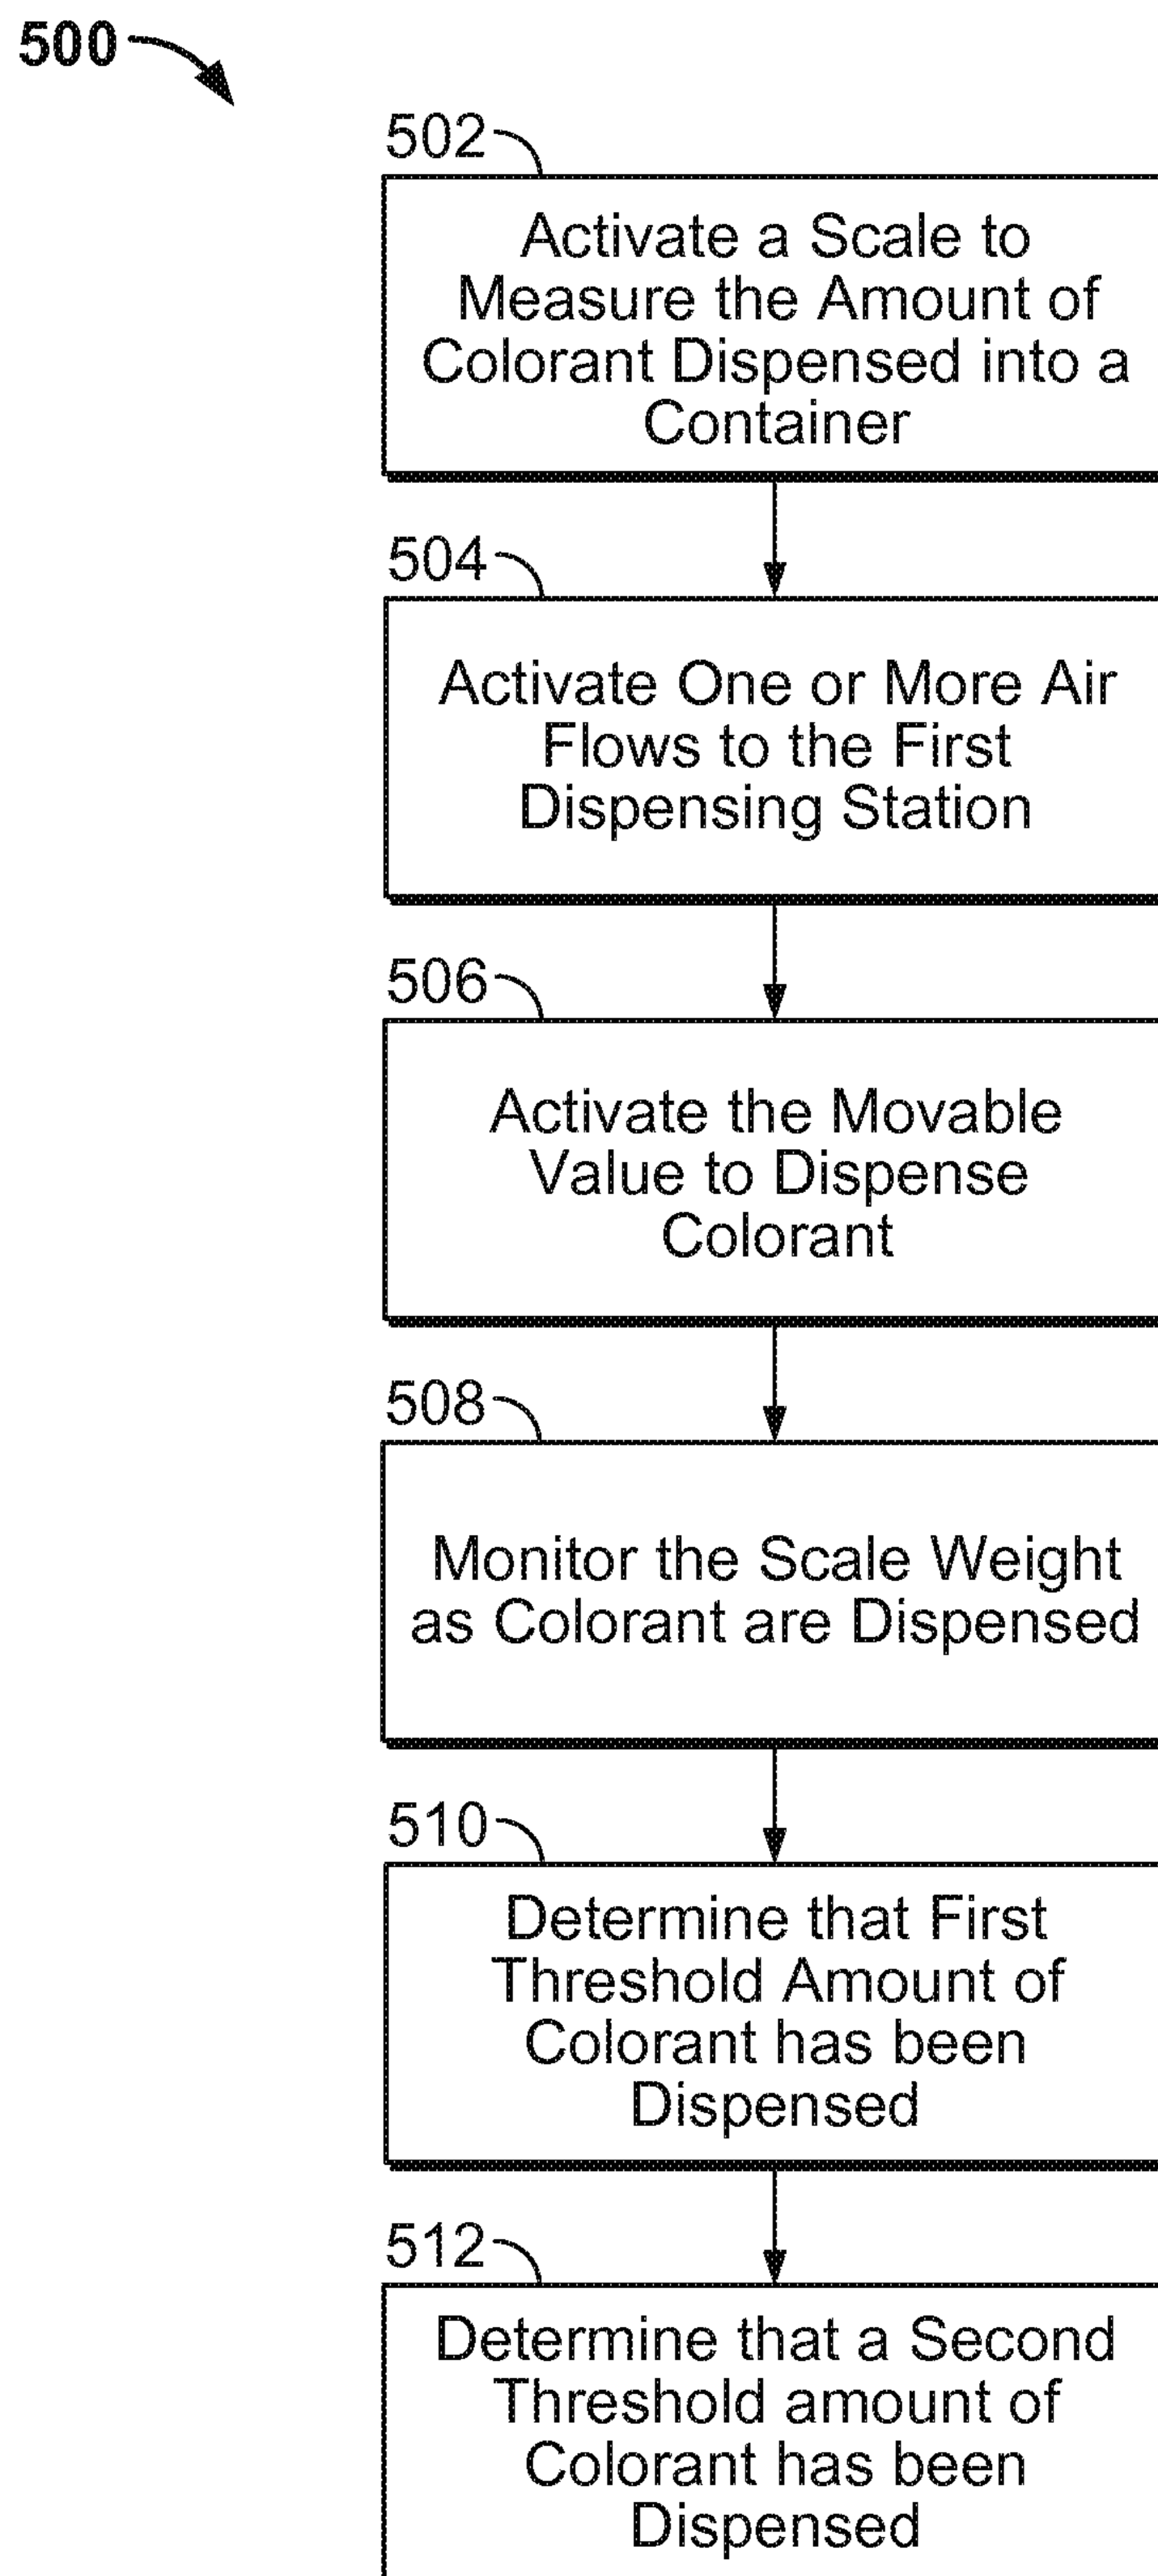 500
502
Activate a Scale to
Measure the Amount of
Colorant Dispensed into a
Container
504
Activate One or More Air
Flows to the First
Dispensing Station
506
Activate the Movable
Value to Dispense
Colorant
508
Monitor the Scale Weight
as Colorant are Dispensed
510
Determine that First
Threshold Amount of
Colorant has been
Dispensed
512
Determine that a Second
Threshold amount of
Colorant has been
Dispensed